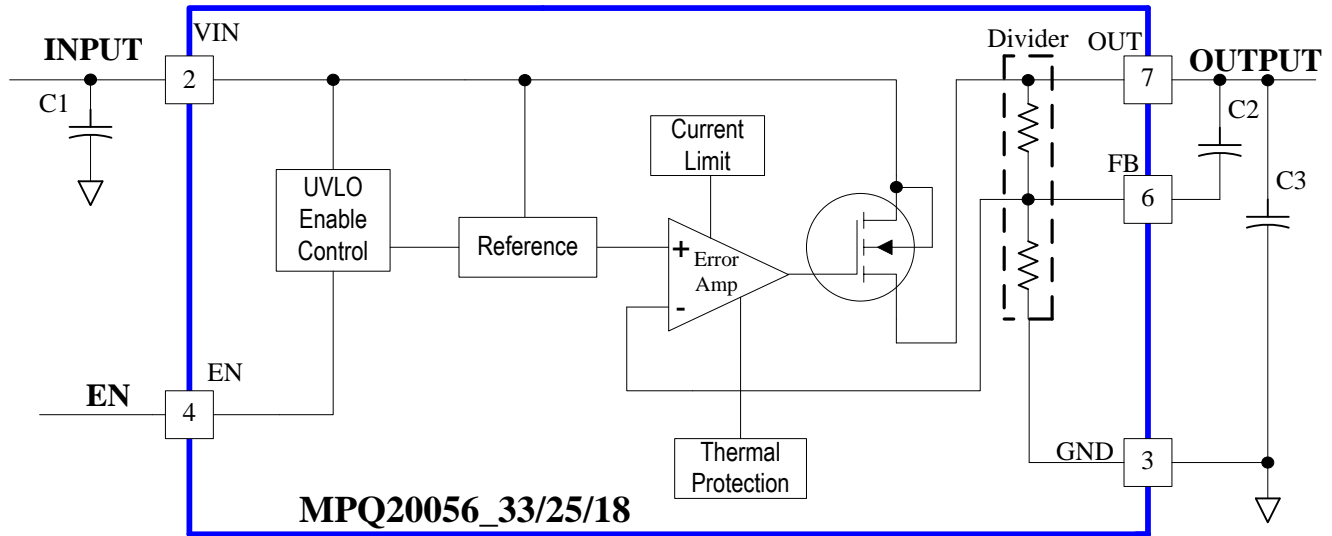 VIN
INPUT
2
C1
Divider
OUT
7
OUTPUT
C2
Current
Limit
FB
6
C3
UVLO
Enable
Control
Reference
+
Error
Amp
-
EN
EN
4
Thermal
Protection
GND
3
MPQ20056_33/25/18